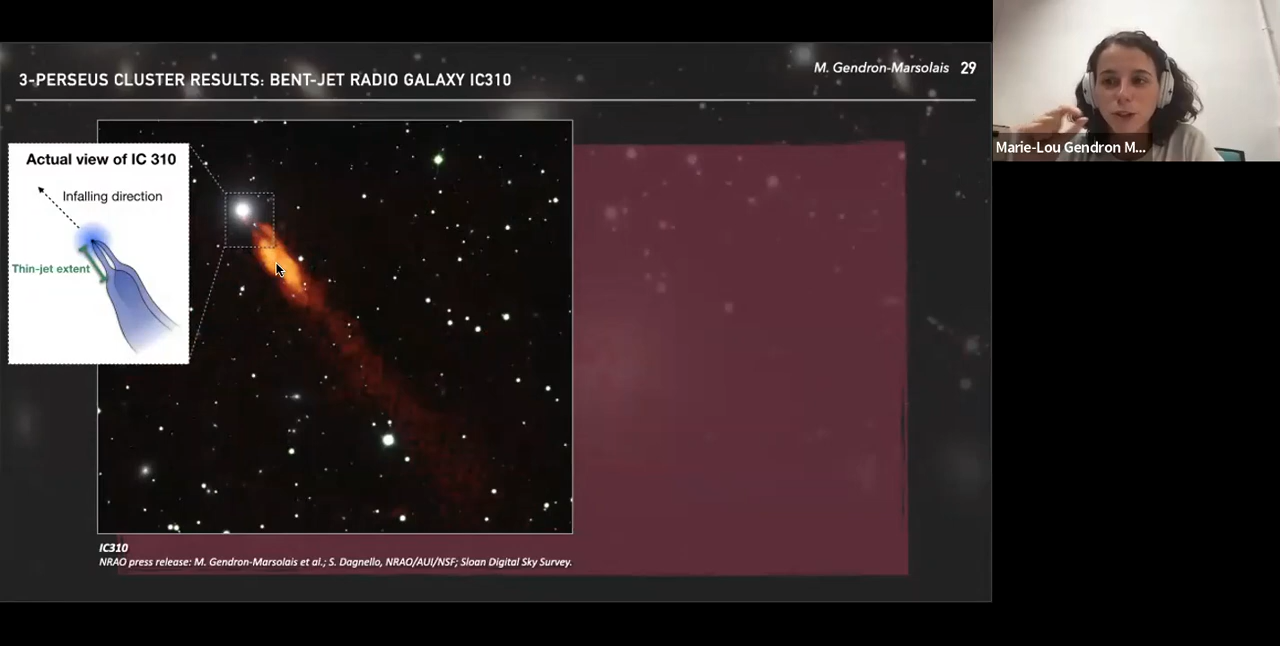 3-PERSEUS CLUSTER RESULTS: BENT-JET RADIO GALAXY IC310
M. Gendron-Marsolais 29
Marie-Lou Gendron M...
Actual view of IC 310
Infalling direction
Thin-jet extent
IC310
NRAO press release: M. Gendron-Marsolais et al.; S. Dagnello, NRAO/AUI/NSF; Sloan Digital Sky Survey.